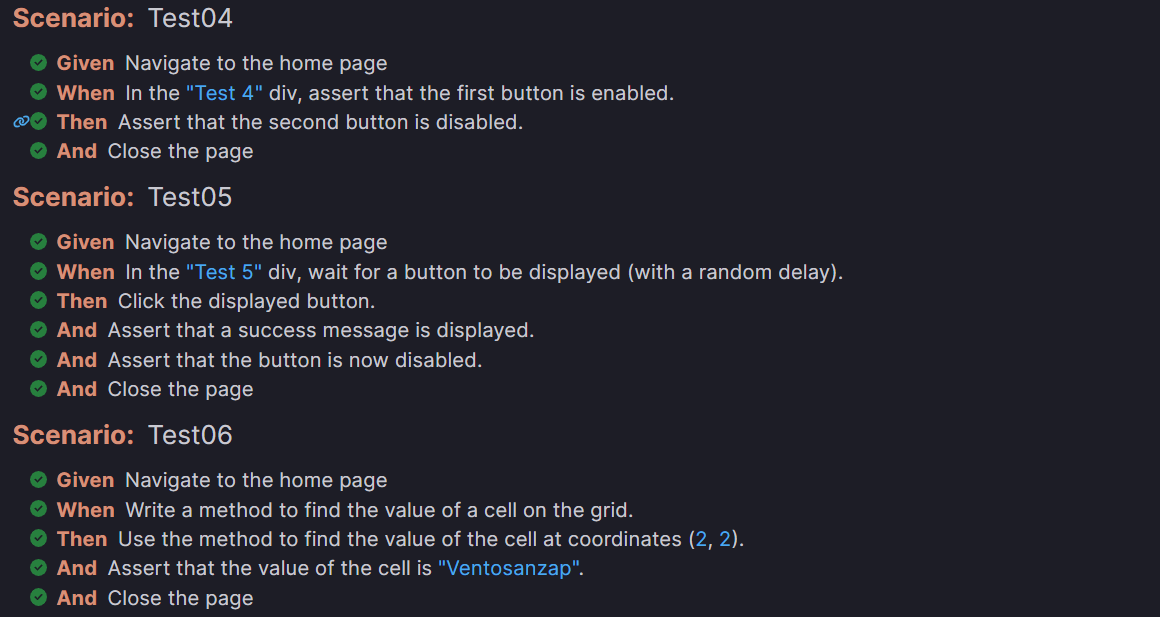 Scenario: Test04
Given Navigate to the home page
When In the "Test 4" div, assert that the first button is enabled.
Then Assert that the second button is disabled.
And Close the page
Scenario: Test05
Given Navigate to the home page
When In the "Test 5" div, wait for a button to be displayed (with a random delay).
Then Click the displayed button.
And Assert that a success message is displayed.
And Assert that the button is now disabled.
And Close the page
Scenario: Test06
Given Navigate to the home page
When Write a method to find the value of a cell on the grid.
Then Use the method to find the value of the cell at coordinates (2, 2).
And Assert that the value of the cell is "Ventosanzap".
And Close the page